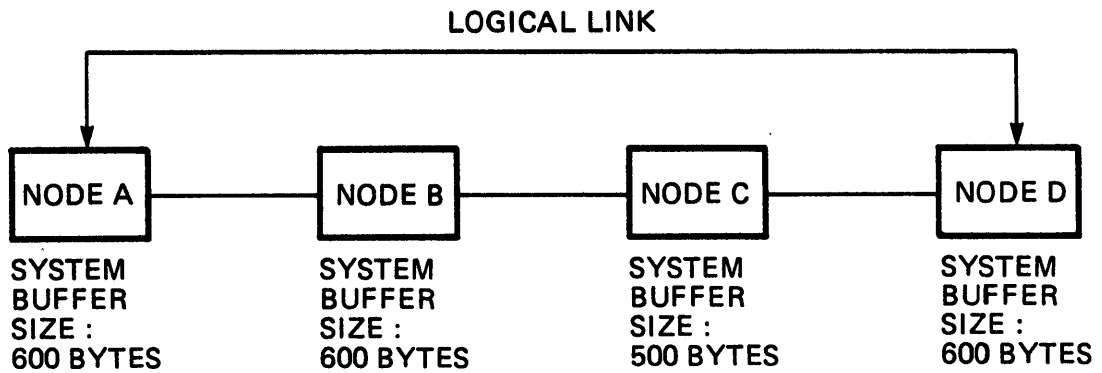 LOGICAL LINK
NODE A
NODE B
NODE C
NODE D
SYSTEM
BUFFER
SIZE :
600 BYTES
SYSTEM
BUFFER
SIZE :
600 BYTES
SYSTEM
BUFFER
SIZE :
500 BYTES
SYSTEM
BUFFER
SIZE :
600 BYTES